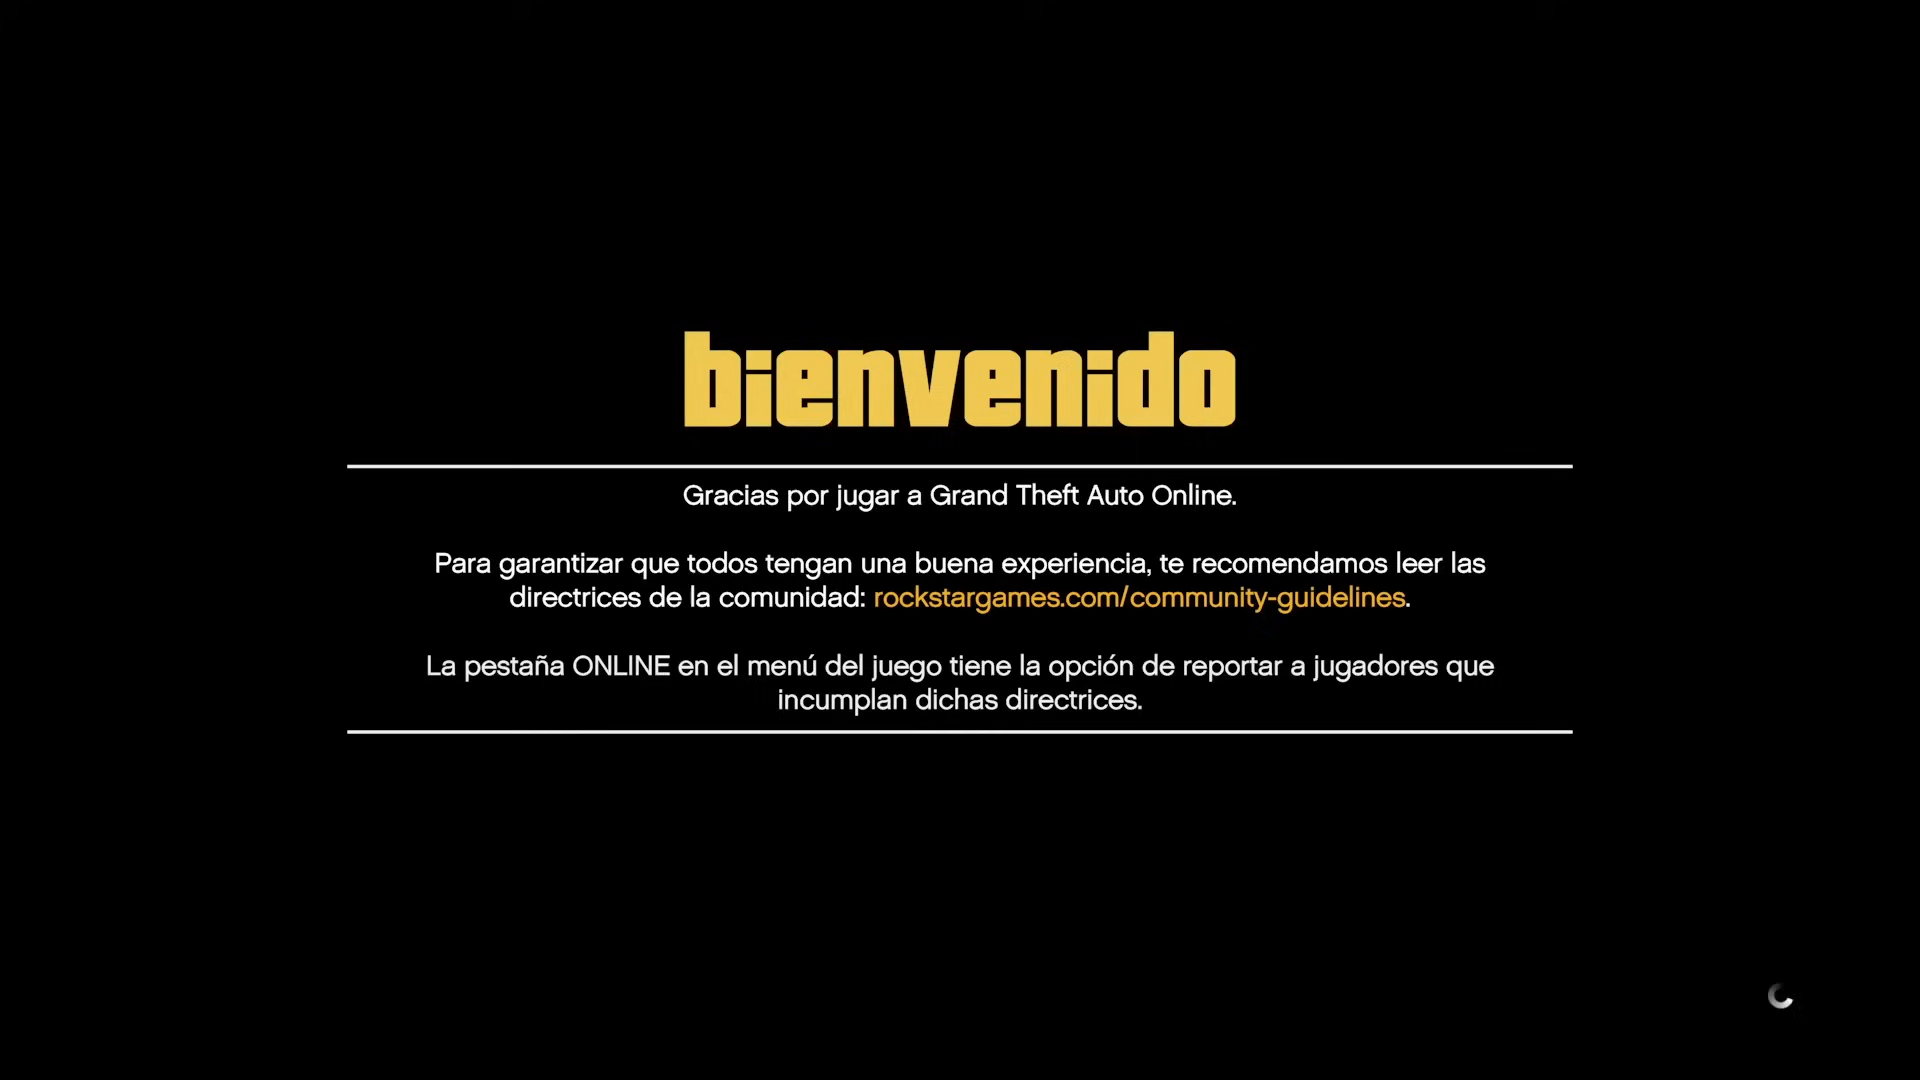 bienvenido
Gracias por jugar a Grand Theft Auto Online.
Para garantizar que todos tengan una buena experiencia, te recomendamos leer las
directrices de la comunidad: rockstargames.com/community-guidelines.
La pestaña ONLINE en el menú del juego tiene la opción de reportar a jugadores que
incumplan dichas directrices.